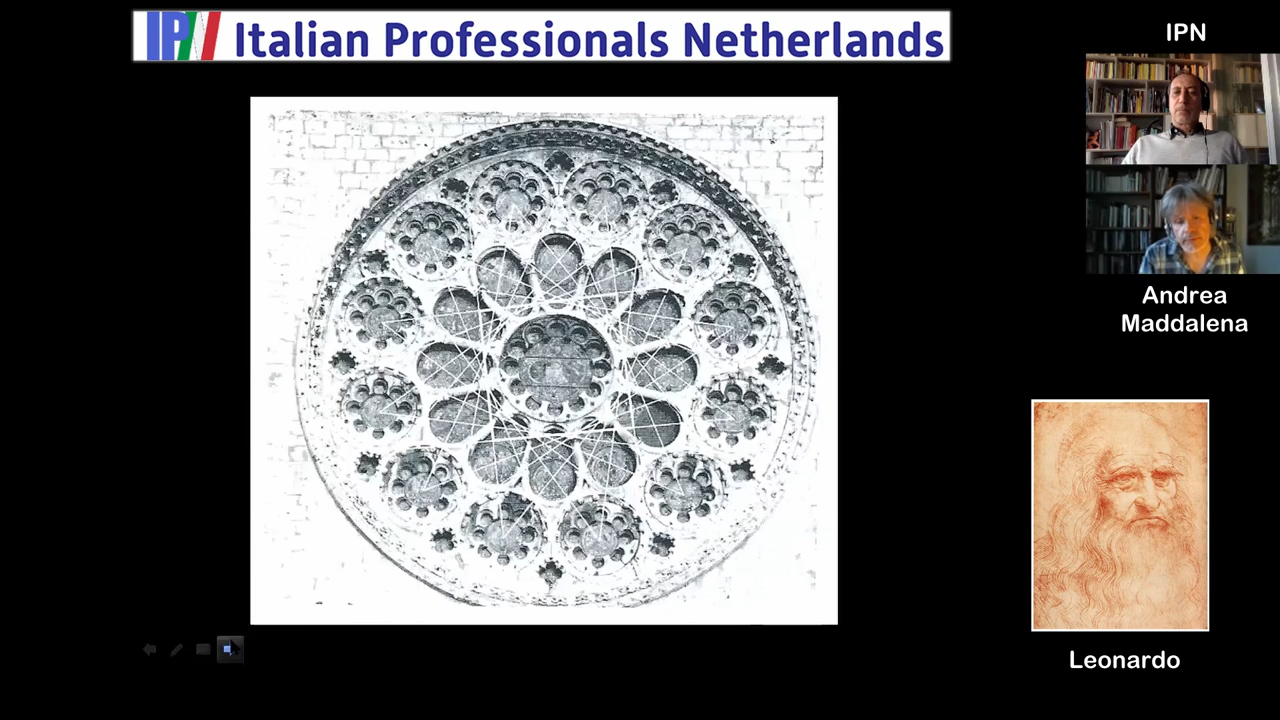 IPN Italian Professionals Netherlands
IPN
Andrea
Maddalena
Leonardo